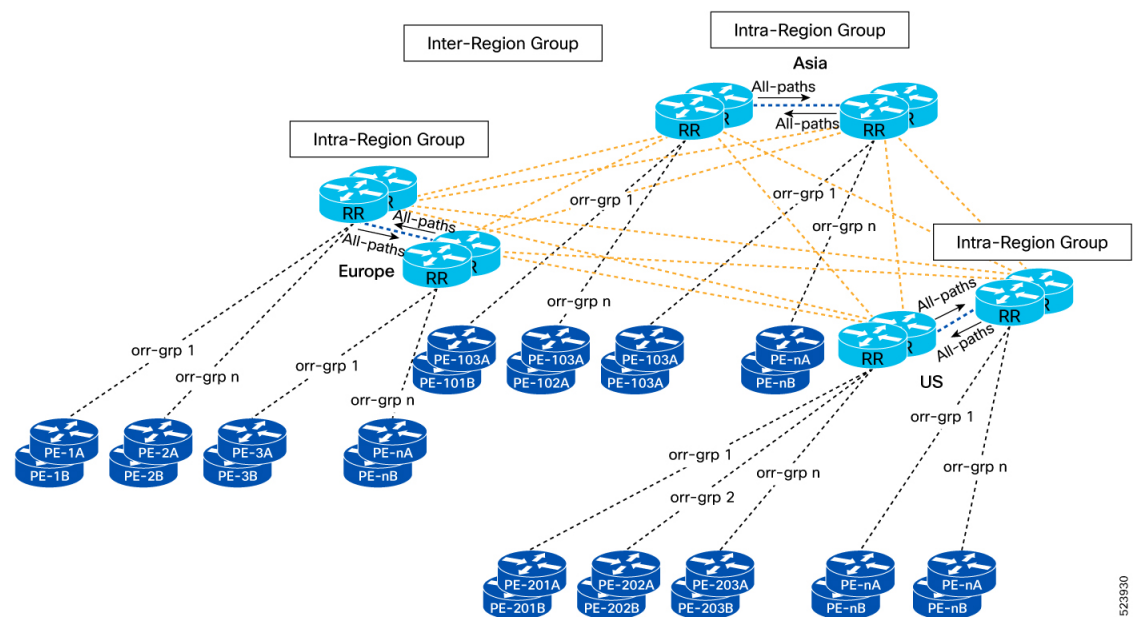 Inter-Region Group
Intra-Region Group
Asia
All-paths
All-paths
RR
RR
Intra-Region Group
RR
All-paths
All-paths
RR
Europe
orr-grp 1
orr-grp n
orr-grp 1
orr-grp n
Intra-Region Group
All-paths
All-paths
RR
RR
US
orr-grp 1
orr-grp n
orr-grp 1
orr-grp n
PE-103A
PE-101B
PE-103A
PE-102A
PE-103A
PE-103A
PE-nA
PE-nB
PE-1A
PE-1B
PE-2A
PE-2B
PE-3A
PE-3B
PE-nA
PE-nB
orr-grp 1
orr-grp 2
orr-grp n
orr-grp 1
orr-grp n
PE-201A
PE-201B
PE-202A
PE-202B
PE-203A
PE-203B
PE-nA
PE-nB
PE-nA
PE-nB
523930